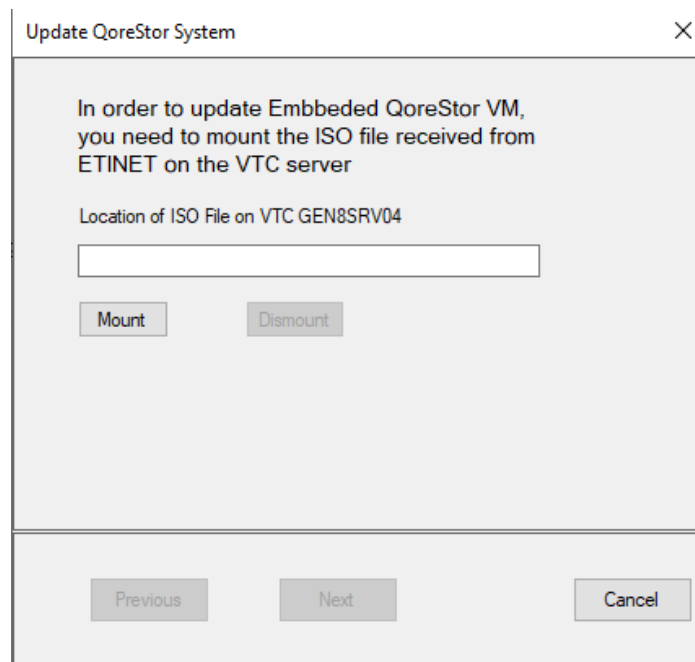 Update QoreStor System
In order to update Embbeded QoreStor VM,
you need to mount the ISO file received from
ETINET on the VTC server
Location of ISO File on VTC GEN8SRV04
Mount
Dismount
Previous
Next
Cancel